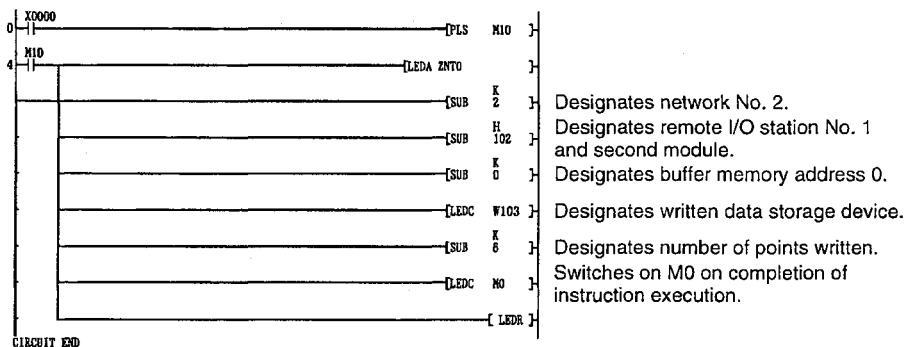 X0000
0 [PLS M10 ]
M10
4 [LEDA ZNTO ]
[SUB K 2 ] Designates network No. 2.
[SUB H 102 ] Designates remote I/O station No. 1
and second module.
[SUB K 0 ] Designates buffer memory address 0.
[LEDC W103 ] Designates written data storage device.
[SUB K 6 ] Designates number of points written.
[LEDC M0 ] Switches on M0 on completion of
instruction execution.
[ LEDR ]
CIRCUIT END